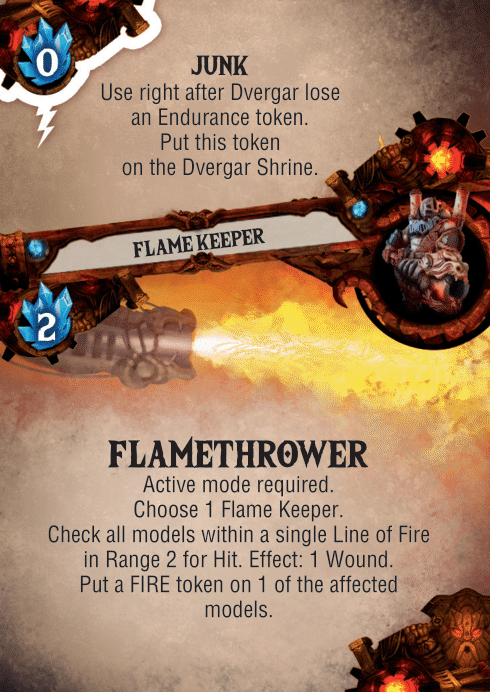 0
JUNK
Use right after Dvergar lose
an Endurance token.
Put this token
on the Dvergar Shrine.
FLAME KEEPER
2
FLAMETHROWER
Active mode required.
Choose 1 Flame Keeper.
Check all models within a single Line of Fire
in Range 2 for Hit. Effect: 1 Wound.
Put a FIRE token on 1 of the affected
models.